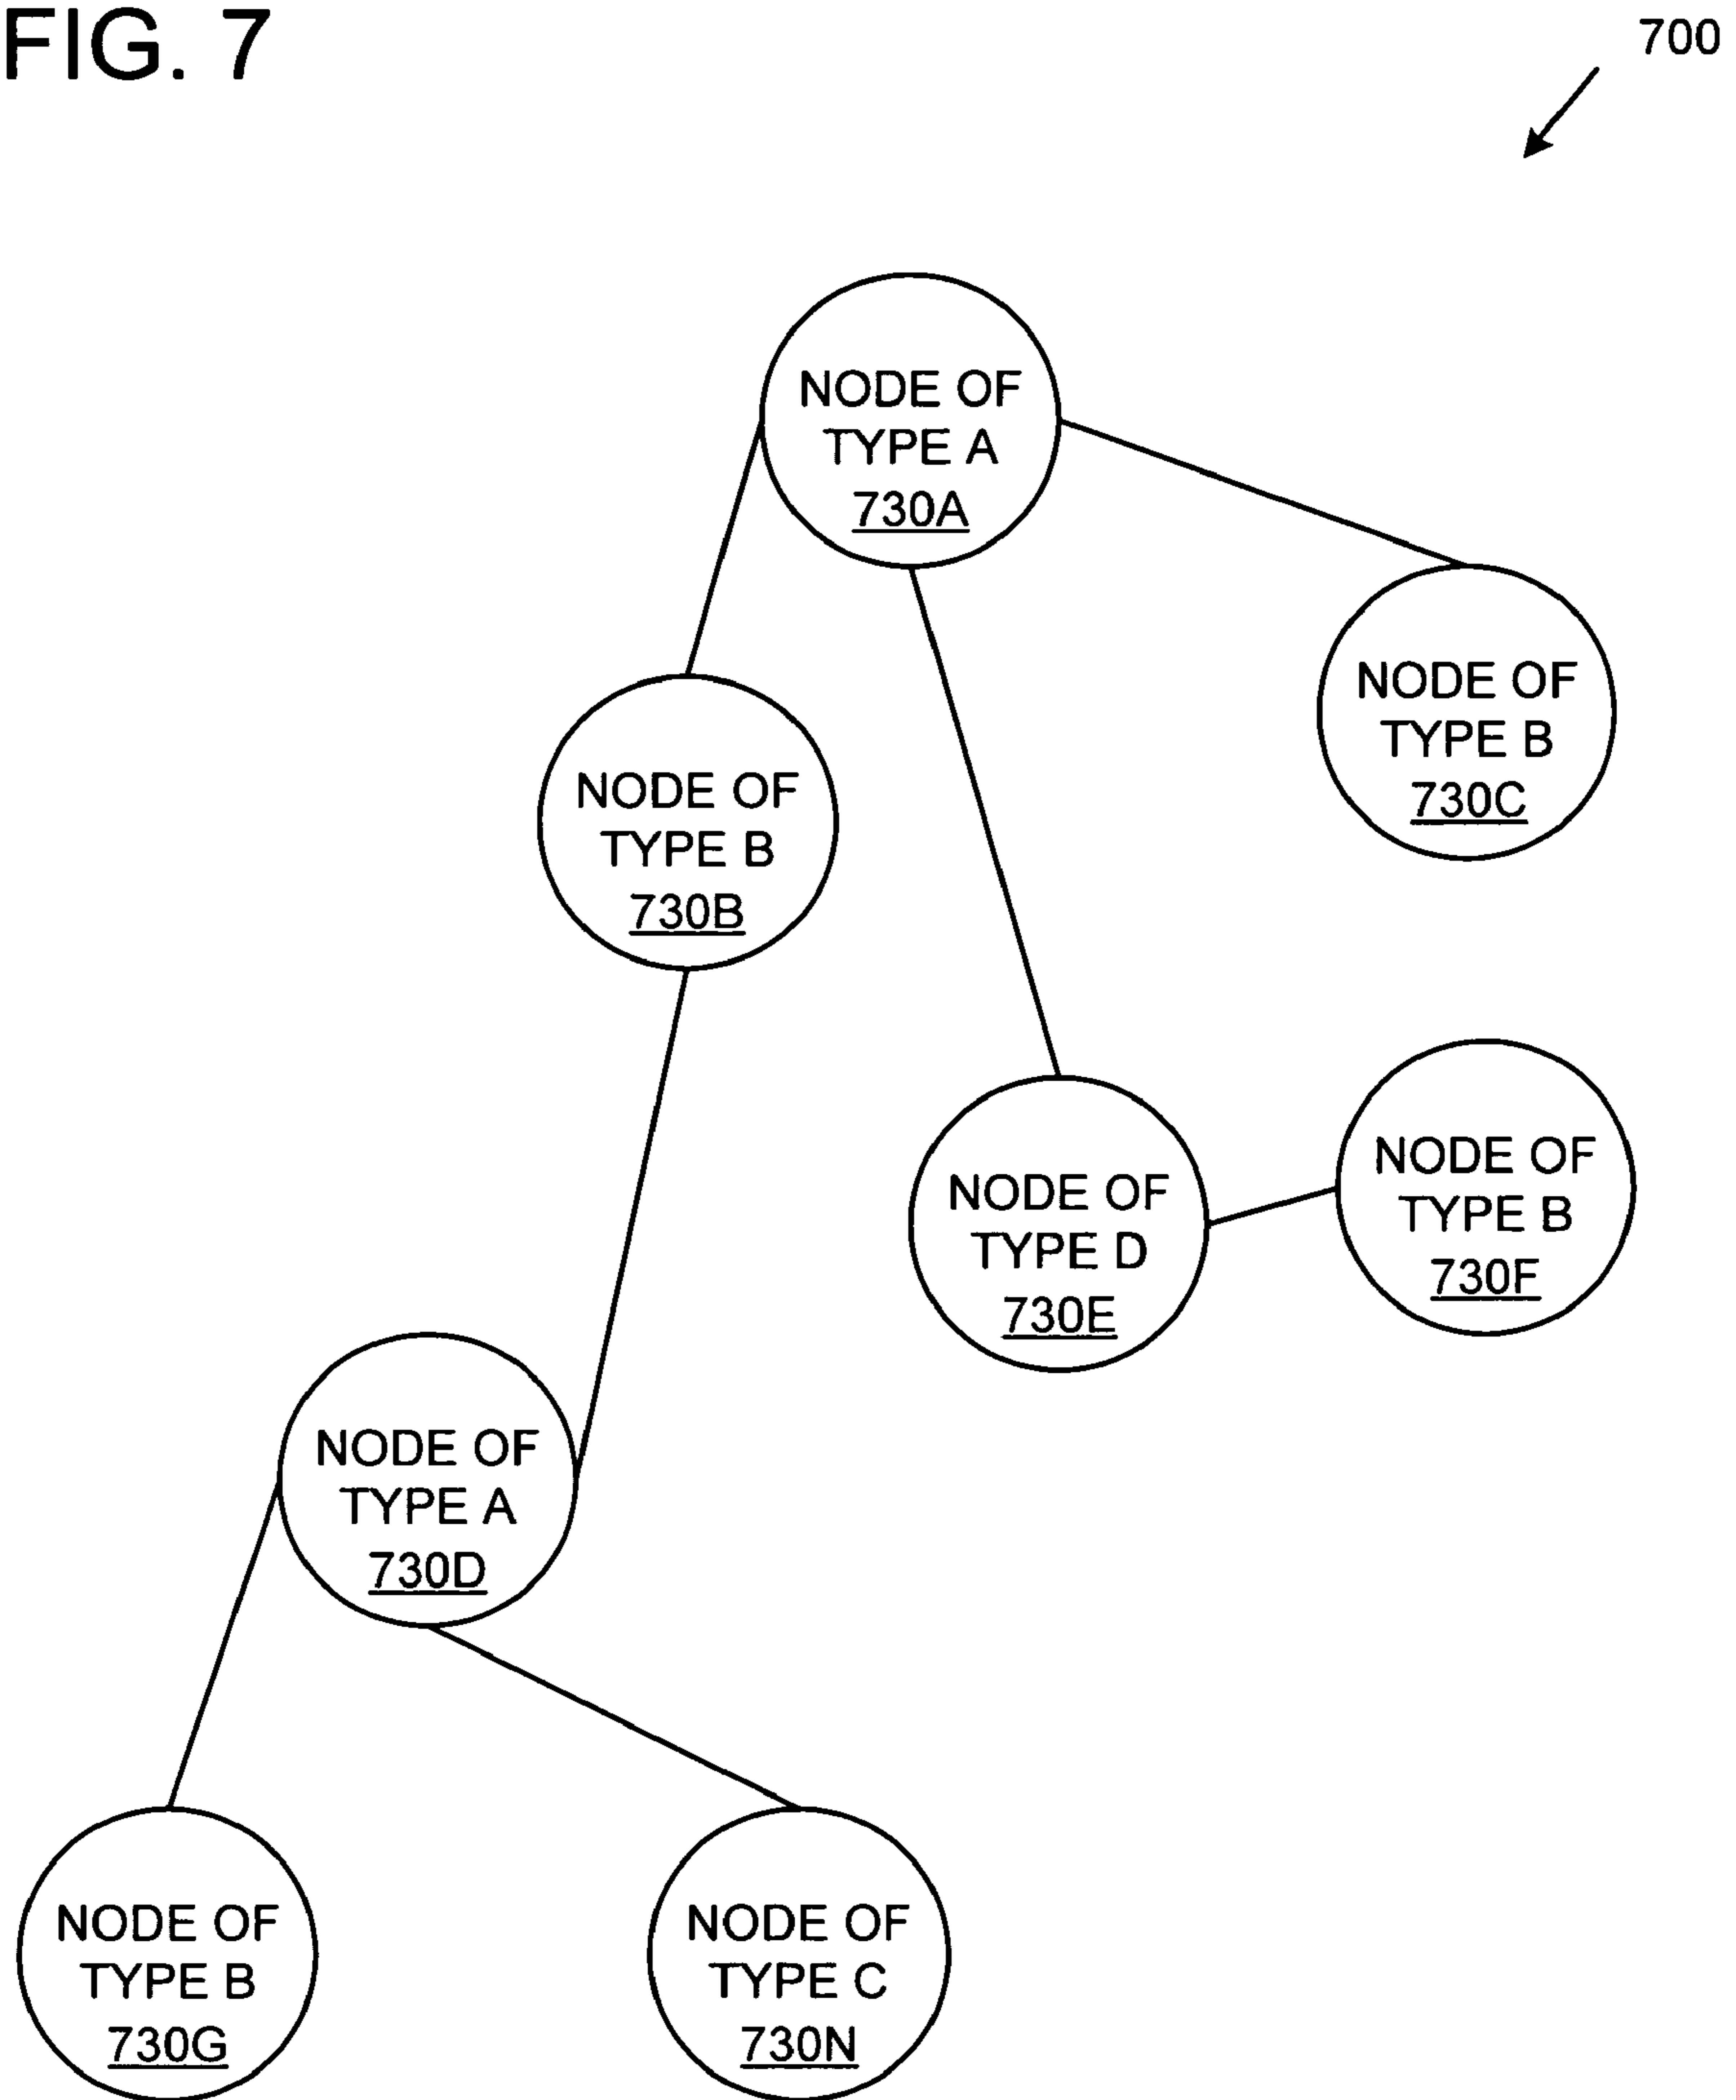 FIG. 7
700
NODE OF
TYPE A
730A
NODE OF
TYPE B
730C
NODE OF
TYPE B
730B
NODE OF
TYPE B
730F
NODE OF
TYPE D
730E
NODE OF
TYPE A
730D
NODE OF
TYPE B
730G
NODE OF
TYPE C
730N